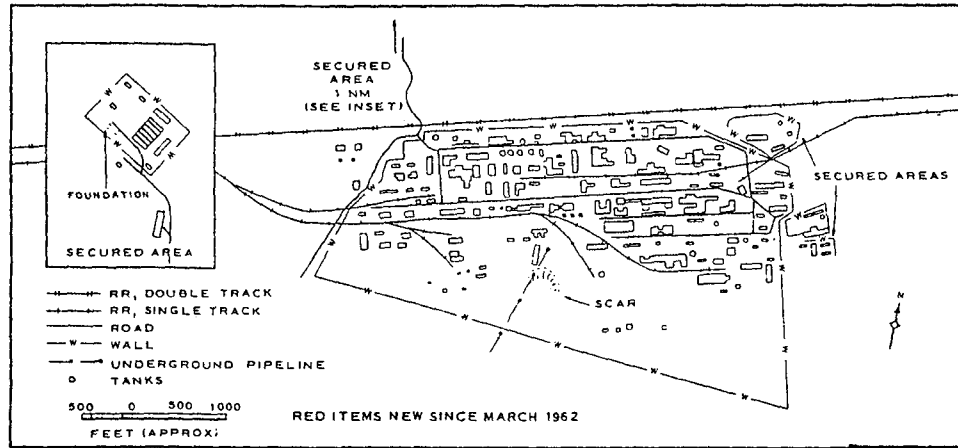 SECURED
AREA
1 NM
(SEE INSET)
FOUNDATION
SECURED AREA
SECURED AREAS
SCAR
N
RR, DOUBLE TRACK
RR, SINGLE TRACK
ROAD
W WALL
UNDERGROUND PIPELINE
TANKS
500 0 500 1000
FEET (APPROX)
RED ITEMS NEW SINCE MARCH 1962